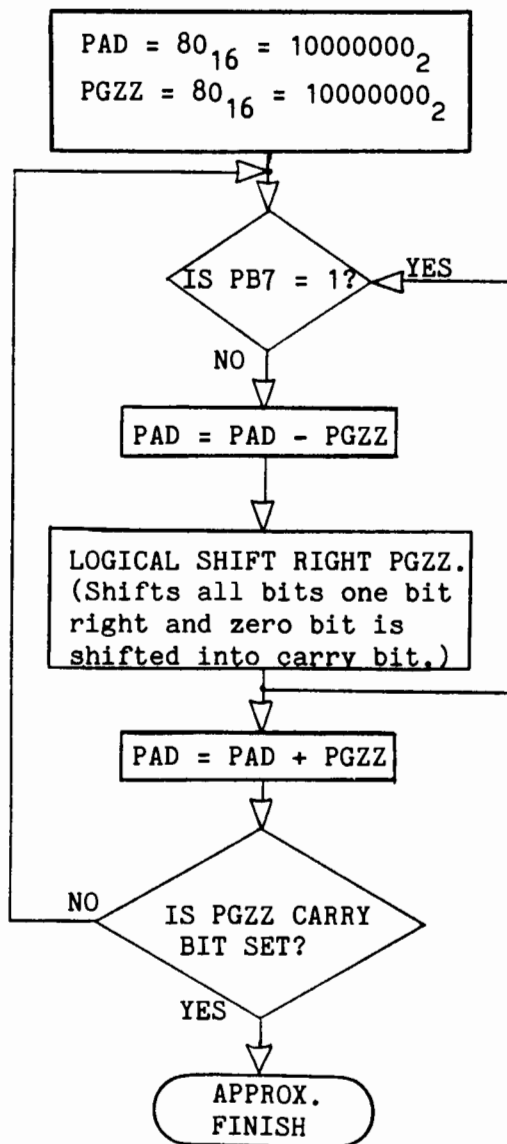 PAD = 80₁₆ = 10000000₂
PGZZ = 80₁₆ = 10000000₂
IS PB7 = 1?
YES
NO
PAD = PAD - PGZZ
LOGICAL SHIFT RIGHT PGZZ.
(Shifts all bits one bit
right and zero bit is
shifted into carry bit.)
PAD = PAD + PGZZ
NO
IS PGZZ CARRY
BIT SET?
YES
APPROX.
FINISH